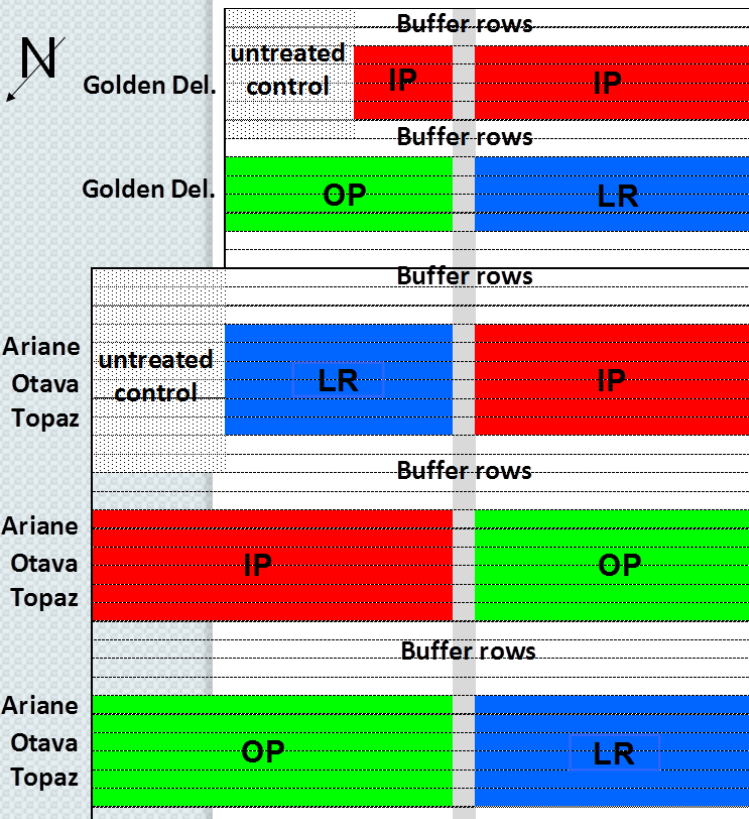 N
Buffer rows
untreated
control
Golden Del.
IP
IP
Buffer rows
Golden Del.
OP
LR
Buffer rows
Ariane
Otava
Topaz
untreated
control
LR
IP
Buffer rows
Ariane
Otava
Topaz
IP
OP
Buffer rows
Ariane
Otava
Topaz
OP
LR